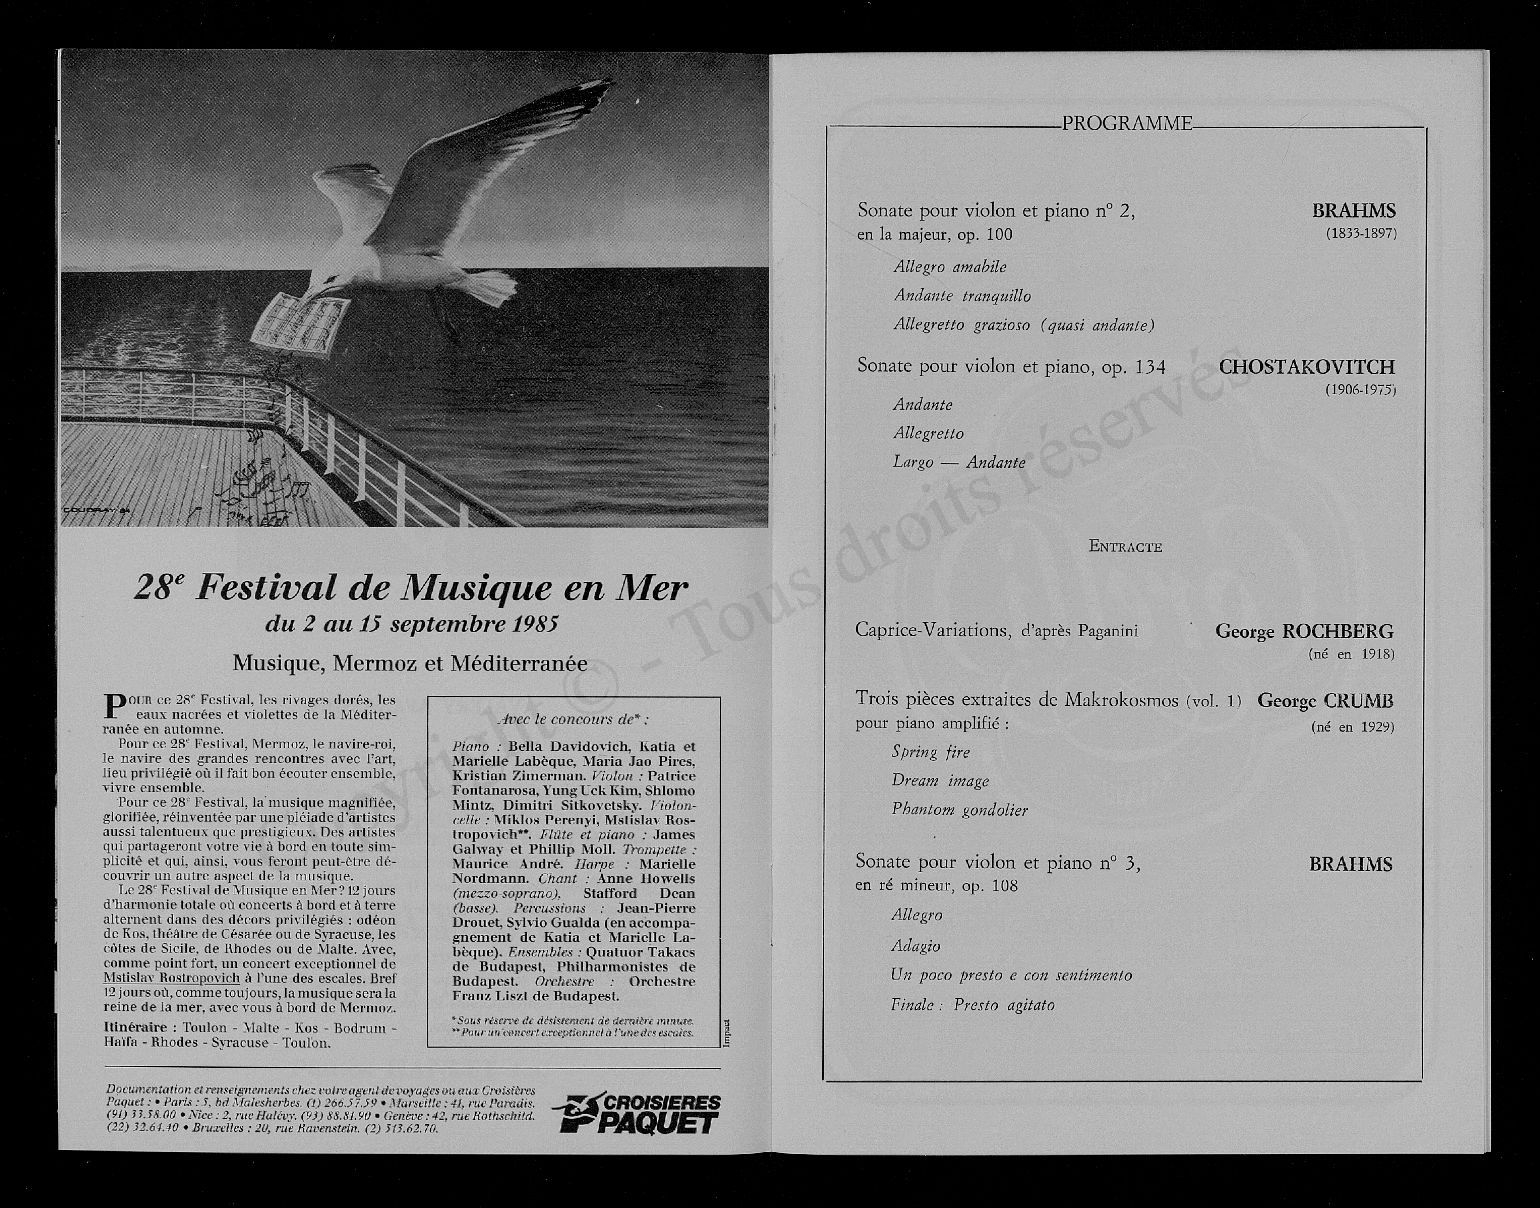 COUDRAY 84
28e Festival de Musique en Mer
du 2 au 15 septembre 1985
Musique, Mermoz et Méditerranée
POUR ce 28e Festival, les rivages dorés, les
eaux nacrées et violettes de la Méditer-
ranée en automne.
Pour ce 28e Festival, Mermoz, le navire-roi,
le navire des grandes rencontres avec l'art,
lieu privilégié où il fait bon écouter ensemble,
vivre ensemble.
Pour ce 28e Festival, la musique magnifiée,
glorifiée, réinventée par une pléiade d'artistes
aussi talentueux que prestigieux. Des artistes
qui partageront votre vie à bord en toute sim-
plicité et qui, ainsi, vous feront peut-être dé-
couvrir un autre aspect de la musique.
Le 28e Festival de Musique en Mer? 12 jours
d'harmonie totale où concerts à bord et à terre
alternent dans des décors privilégiés : odéon
de Kos, théâtre de Césarée ou de Syracuse, les
côtes de Sicile, de Rhodes ou de Malte. Avec,
comme point fort, un concert exceptionnel de
Mstislav Rostropovich à l'une des escales. Bref
12 jours où, comme toujours, la musique sera la
reine de la mer, avec vous à bord de Mermoz.
Itinéraire : Toulon - Malte - Kos - Bodrum -
Haïfa - Rhodes - Syracuse - Toulon.
Avec le concours de* :
Piano : Bella Davidovich, Katia et
Marielle Labèque, Maria Jao Pires,
Kristian Zimerman. Violon : Patrice
Fontanarosa, Yung Uck Kim, Shlomo
Mintz, Dimitri Sitkovetsky. Violon-
celle : Miklos Perenyi, Mstislav Ros-
tropovich**. Flûte et piano : James
Galway et Phillip Moll. Trompette :
Maurice André. Harpe : Marielle
Nordmann. Chant : Anne Howells
(mezzo-soprano), Stafford Dean
(basse). Percussions : Jean-Pierre
Drouet, Sylvio Gualda (en accompa-
gnement de Katia et Marielle La-
bèque). Ensembles : Quatuor Takacs
de Budapest, Philharmonistes de
Budapest. Orchestre : Orchestre
Franz Liszt de Budapest.
*Sous réserve de désistement de dernière minute.
**Pour un concert exceptionnel à l'une des escales.
Impact
Documentation et renseignements chez votre agent de voyages ou aux Croisières
Paquet : • Paris : 5, bd Malesherbes. (1) 266.57.59 • Marseille : 41, rue Paradis.
(91) 33.58.00 • Nice : 2, rue Halévy. (93) 88.81.90 • Genève : 42, rue Rothschild.
(22) 32.64.40 • Bruxelles : 20, rue Ravenstein. (2) 513.62.70.
CROISIERES
PAQUET
PROGRAMME
Sonate pour violon et piano n° 2, BRAHMS
en la majeur, op. 100 (1833-1897)
Allegro amabile
Andante tranquillo
Allegretto grazioso (quasi andante)
Sonate pour violon et piano, op. 134 CHOSTAKOVITCH
(1906-1975)
Andante
Allegretto
Largo — Andante
ENTRACTE
Caprice-Variations, d'après Paganini George ROCHBERG
(né en 1918)
Trois pièces extraites de Makrokosmos (vol. 1) George CRUMB
pour piano amplifié : (né en 1929)
Spring fire
Dream image
Phantom gondolier
Sonate pour violon et piano n° 3, BRAHMS
en ré mineur, op. 108
Allegro
Adagio
Un poco presto e con sentimento
Finale : Presto agitato
Copyright © - Tous droits réservés